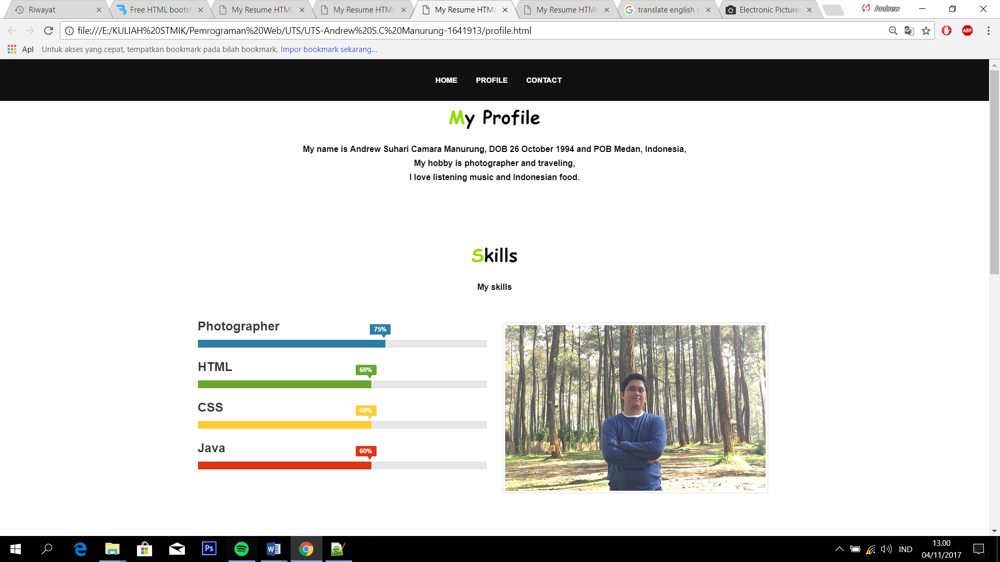 Riwayat
Free HTML bootst
My Resume HTML
My Resume HTML
My Resume HTML
My Resume HTML
translate english t
Electronic Pictures
Andrew
file:///E:/KULIAH%20STMIK/Pemrograman%20Web/UTS/UTS-Andrew%20S.C%20Manurung-1641913/profile.html
ABP
Apl
Untuk akses yang cepat, tempatkan bookmark pada bilah bookmark. Impor bookmark sekarang...
HOME PROFILE CONTACT
My Profile
My name is Andrew Suhari Camara Manurung, DOB 26 October 1994 and POB Medan, Indonesia,
My hobby is photographer and traveling,
I love listening music and Indonesian food.
Skills
My skills
Photographer
75%
HTML
60%
CSS
60%
Java
60%
Ps
IND
13.00
04/11/2017